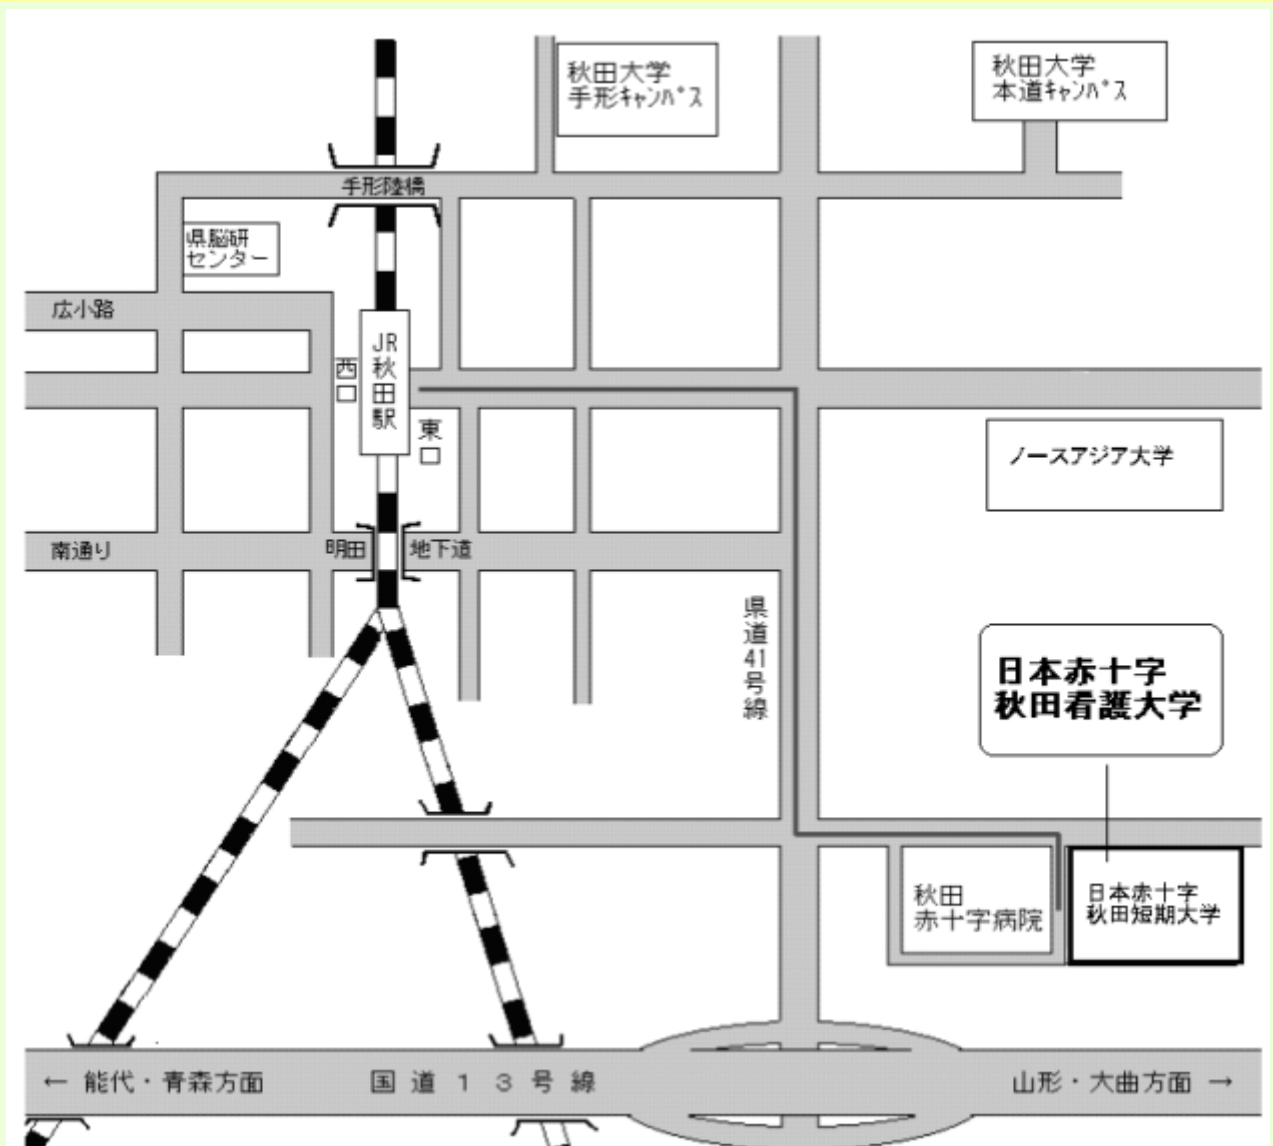 秋田大学
手形ｷｬﾝﾊﾟｽ
秋田大学
本道ｷｬﾝﾊﾟｽ
手形陸橋
県脳研
センター
広小路
JR
秋
田
駅
西
口
東
口
ノースアジア大学
南通り
明田
地下道
県
道
41
号
線
日本赤十字
秋田看護大学
秋田
赤十字病院
日本赤十字
秋田短期大学
← 能代・青森方面
国道１３号線
山形・大曲方面 →